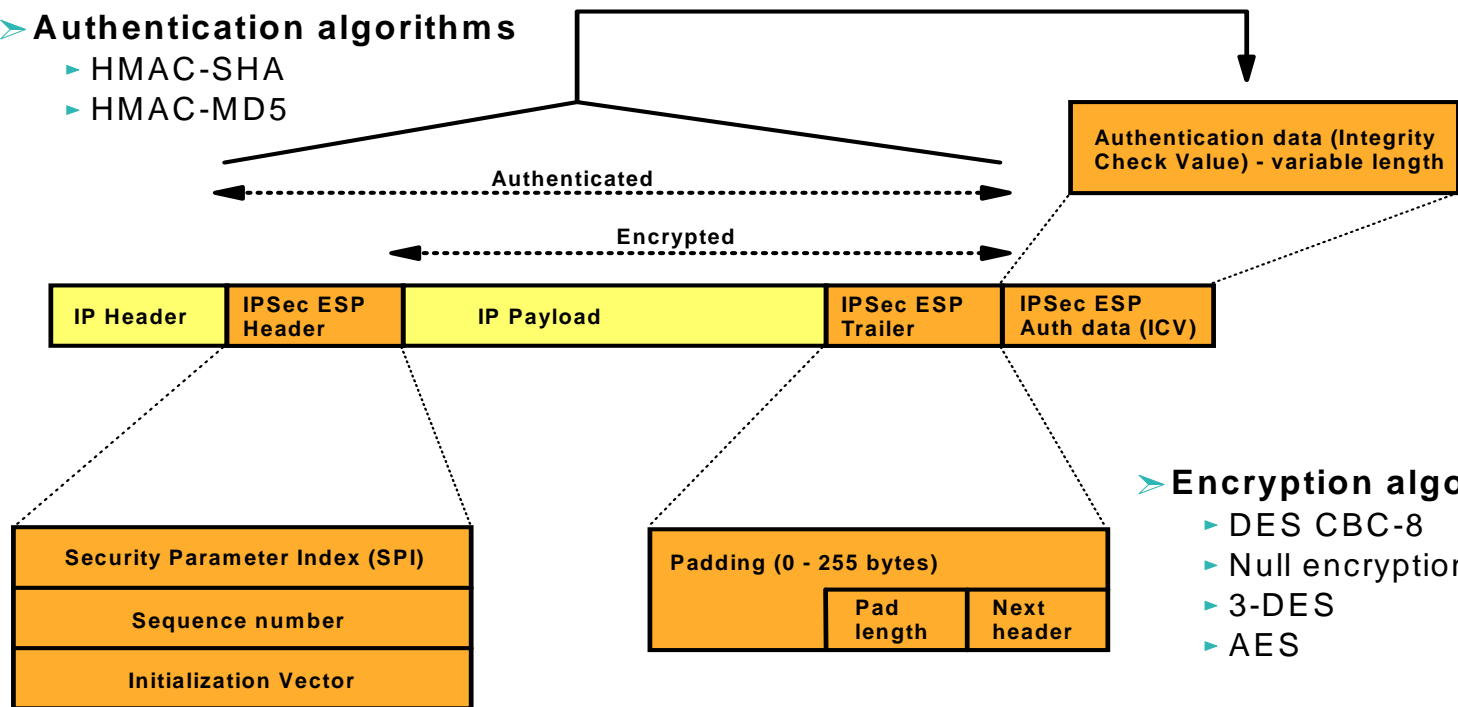 Authentication algorithms
HMAC-SHA
HMAC-MD5
Authentication data (Integrity
Check Value) - variable length
Authenticated
Encrypted
IP Header
IPSec ESP
Header
IP Payload
IPSec ESP
Trailer
IPSec ESP
Auth data (ICV)
Security Parameter Index (SPI)
Sequence number
Initialization Vector
Padding (0 - 255 bytes)
Pad
length
Next
header
Encryption algo
DES CBC-8
Null encryption
3-DES
AES